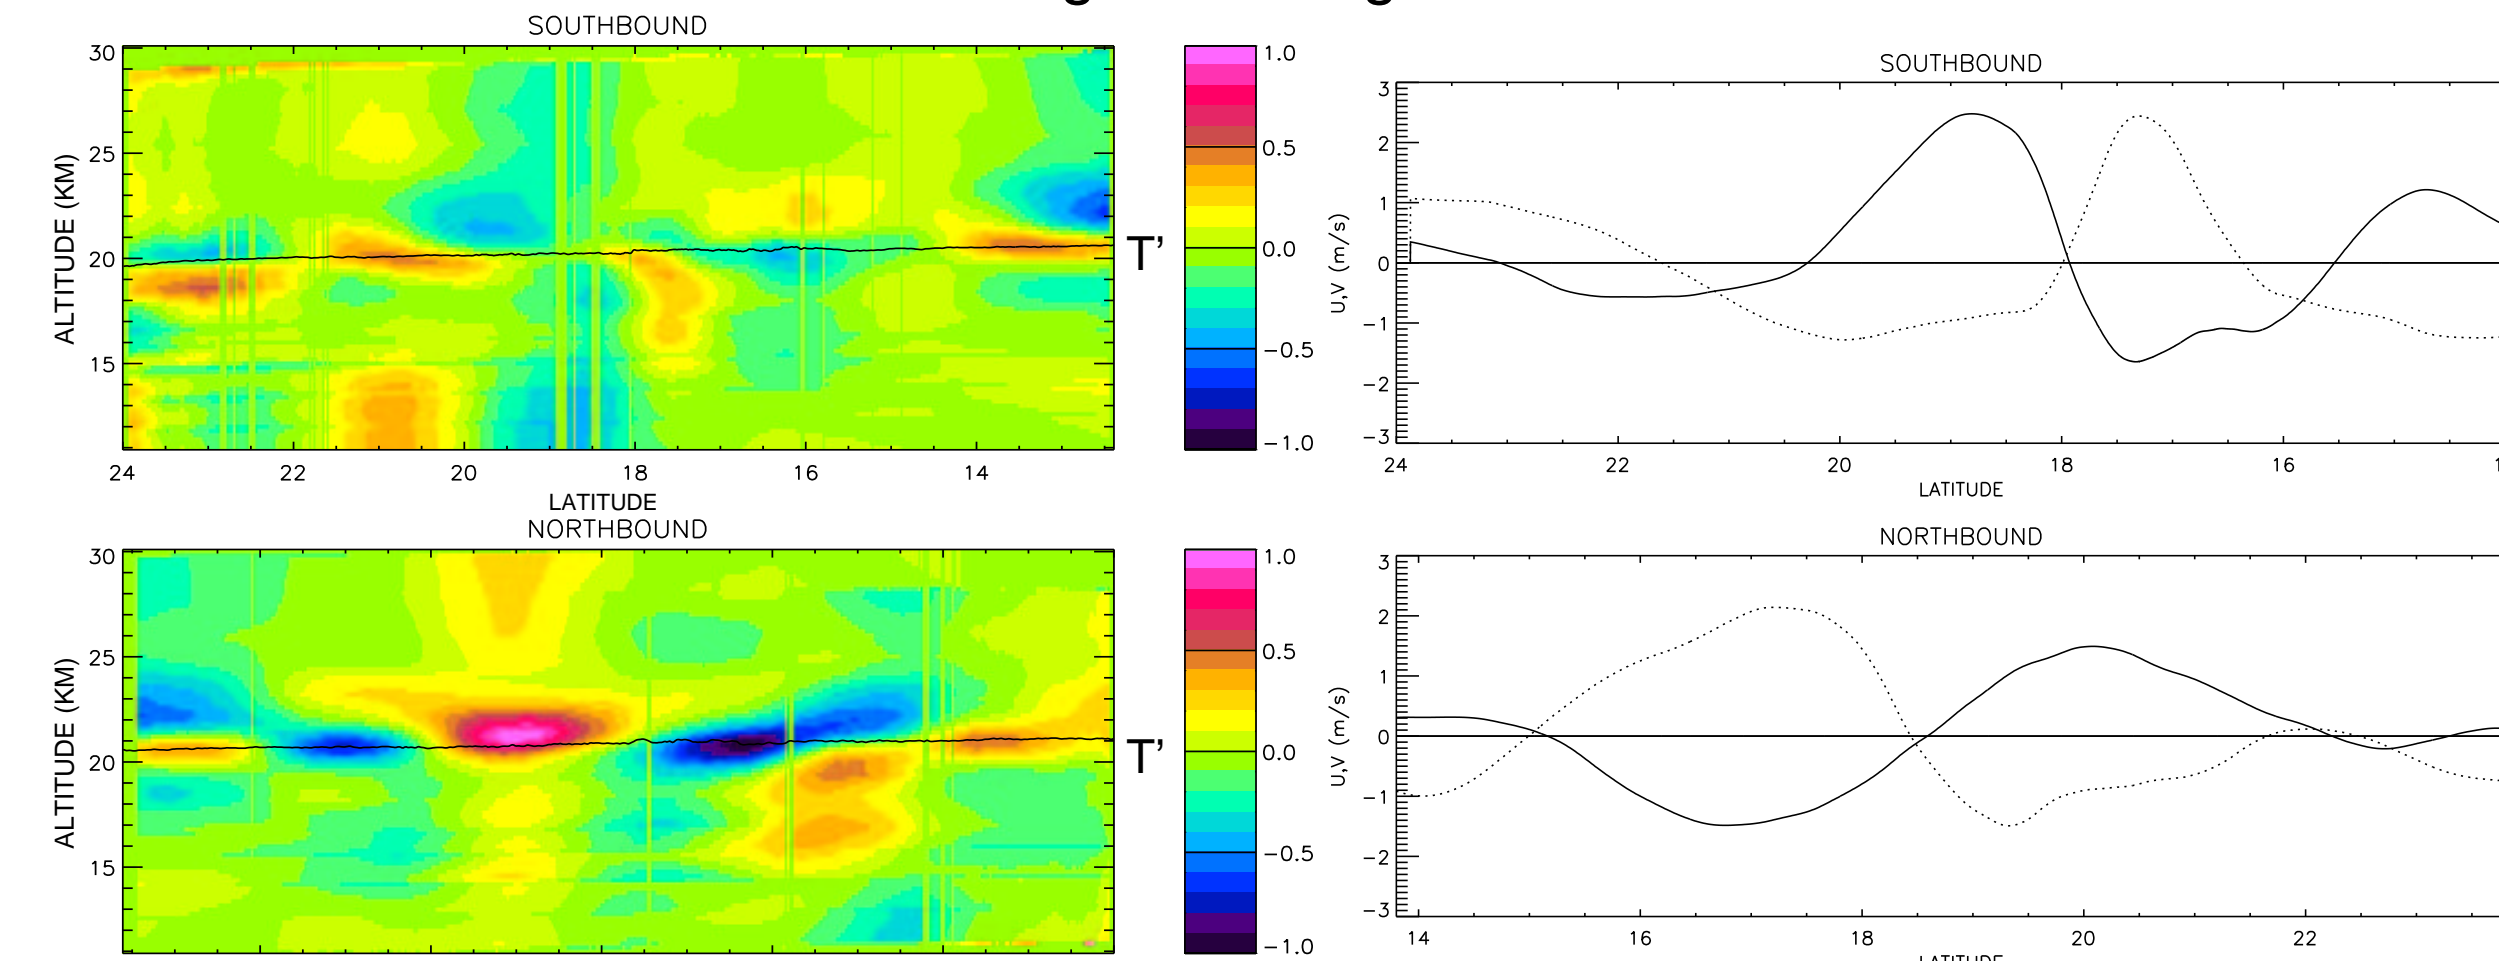 SOUTHBOUND
30
25
20
15
ALTITUDE (KM)
24 22 20 18 16 14
LATITUDE
1.0
0.5
0.0
−0.5
−1.0
T’
SOUTHBOUND
3
2
1
0
−1
−2
−3
U,V (m/s)
24 22 20 18 16
LATITUDE
NORTHBOUND
30
25
20
15
ALTITUDE (KM)
1.0
0.5
0.0
−0.5
−1.0
T’
NORTHBOUND
3
2
1
0
−1
−2
−3
U,V (m/s)
14 16 18 20 22
LATITUDE